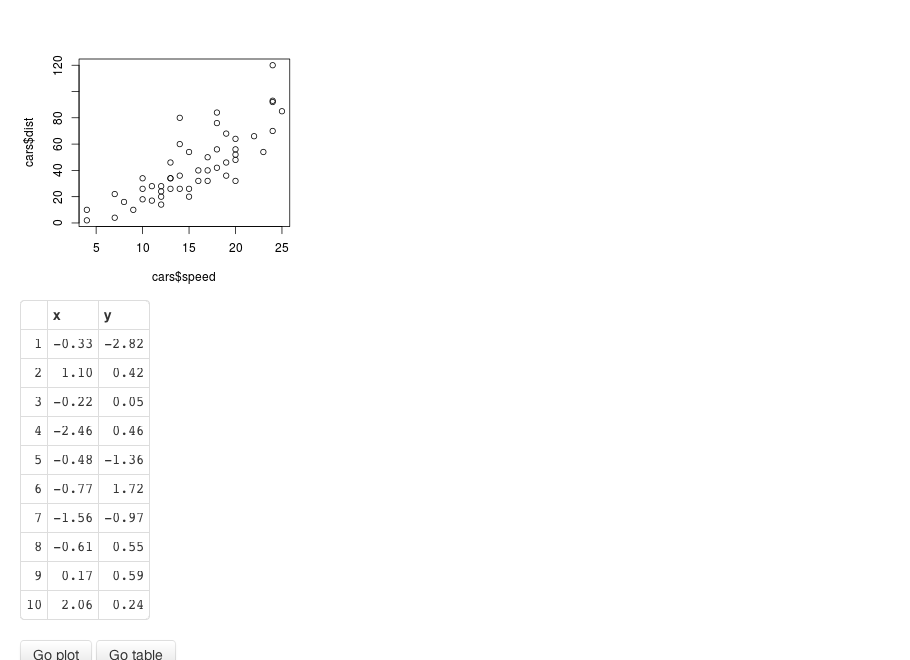 120
80
60
40
20
0
cars$dist
5 10 15 20 25
cars$speed
x y
1 -0.33 -2.82
2 1.10 0.42
3 -0.22 0.05
4 -2.46 0.46
5 -0.48 -1.36
6 -0.77 1.72
7 -1.56 -0.97
8 -0.61 0.55
9 0.17 0.59
10 2.06 0.24
Go plot Go table